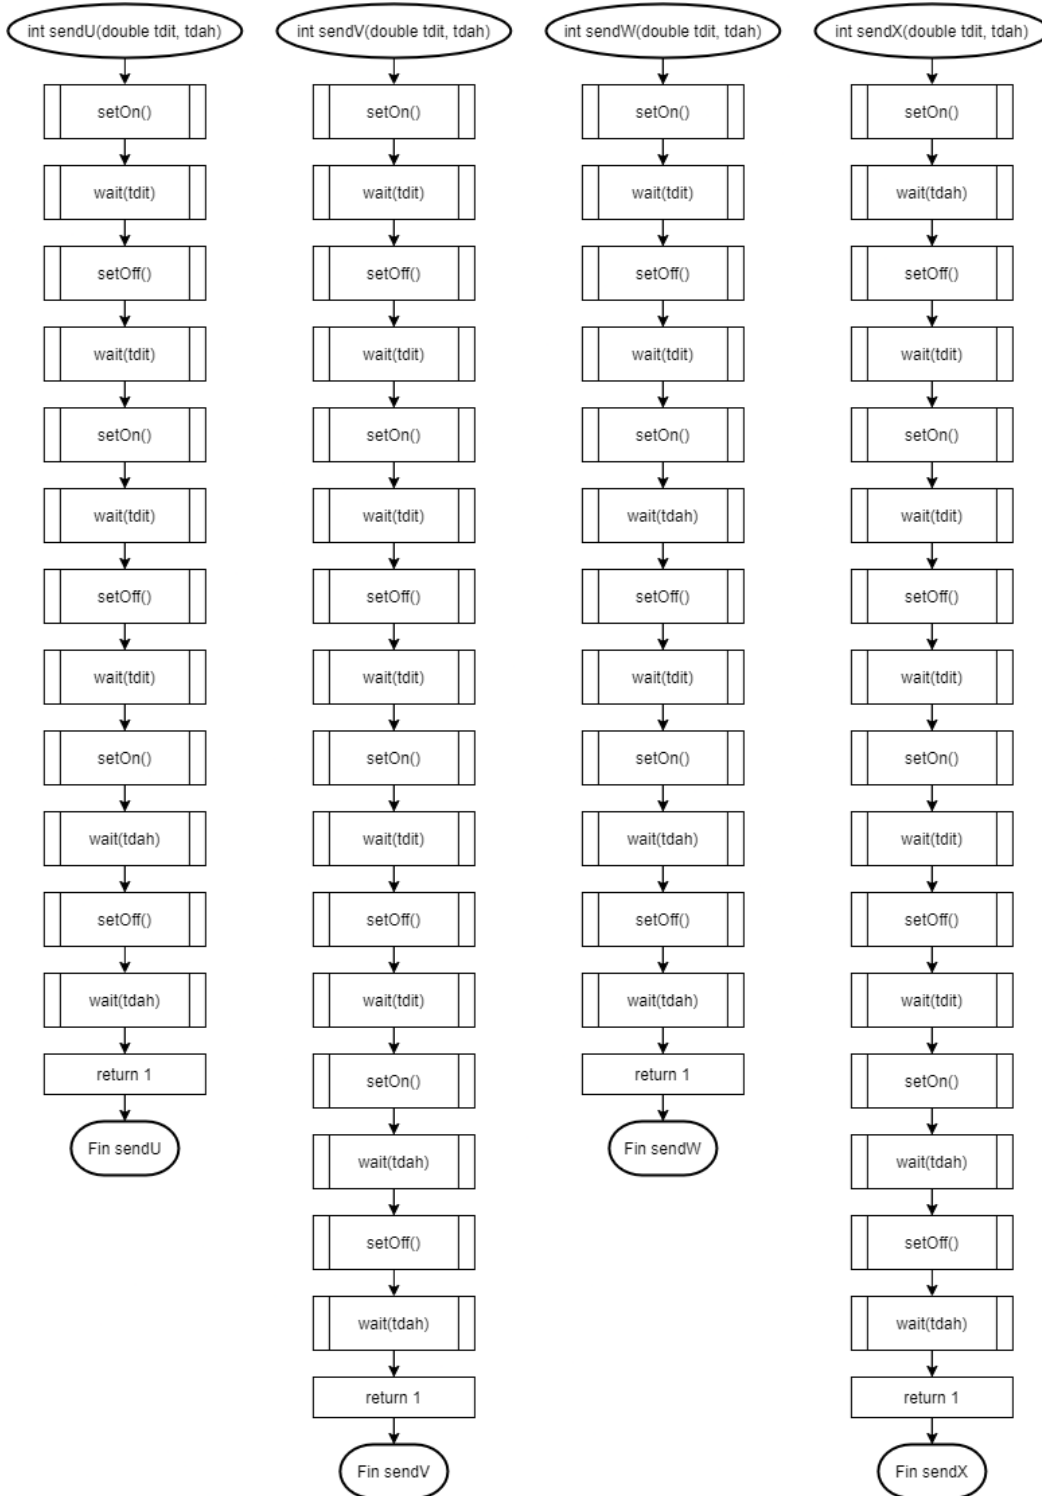 int sendU(double tdit, tdah)
setOn()
wait(tdit)
setOff()
wait(tdit)
setOn()
wait(tdit)
setOff()
wait(tdit)
setOn()
wait(tdah)
setOff()
wait(tdah)
return 1
Fin sendU
int sendV(double tdit, tdah)
setOn()
wait(tdit)
setOff()
wait(tdit)
setOn()
wait(tdit)
setOff()
wait(tdit)
setOn()
wait(tdit)
setOff()
wait(tdit)
setOn()
wait(tdah)
setOff()
wait(tdah)
return 1
Fin sendV
int sendW(double tdit, tdah)
setOn()
wait(tdit)
setOff()
wait(tdit)
setOn()
wait(tdah)
setOff()
wait(tdit)
setOn()
wait(tdah)
setOff()
wait(tdah)
return 1
Fin sendW
int sendX(double tdit, tdah)
setOn()
wait(tdah)
setOff()
wait(tdit)
setOn()
wait(tdit)
setOff()
wait(tdit)
setOn()
wait(tdit)
setOff()
wait(tdit)
setOn()
wait(tdah)
setOff()
wait(tdah)
return 1
Fin sendX